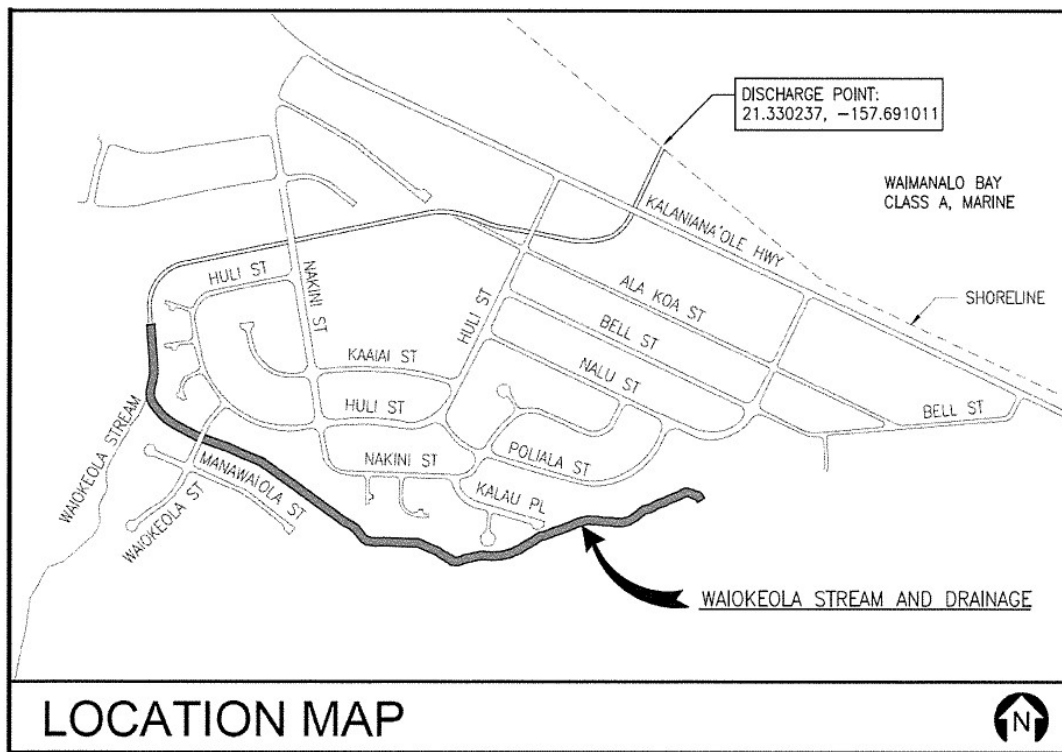 DISCHARGE POINT:
21.330237, -157.691011
WAIMANALO BAY
CLASS A, MARINE
KALANIANA'OLE HWY
SHORELINE
HULI ST
NAKINI ST
HULI ST
ALA KOA ST
BELL ST
NALU ST
KAAIAI ST
HULI ST
BELL ST
WAIOKEOLA STREAM
MANAWAIOLA ST
WAIOKEOLA ST
NAKINI ST
POLIALA ST
KALAU PL
WAIOKEOLA STREAM AND DRAINAGE
LOCATION MAP
N